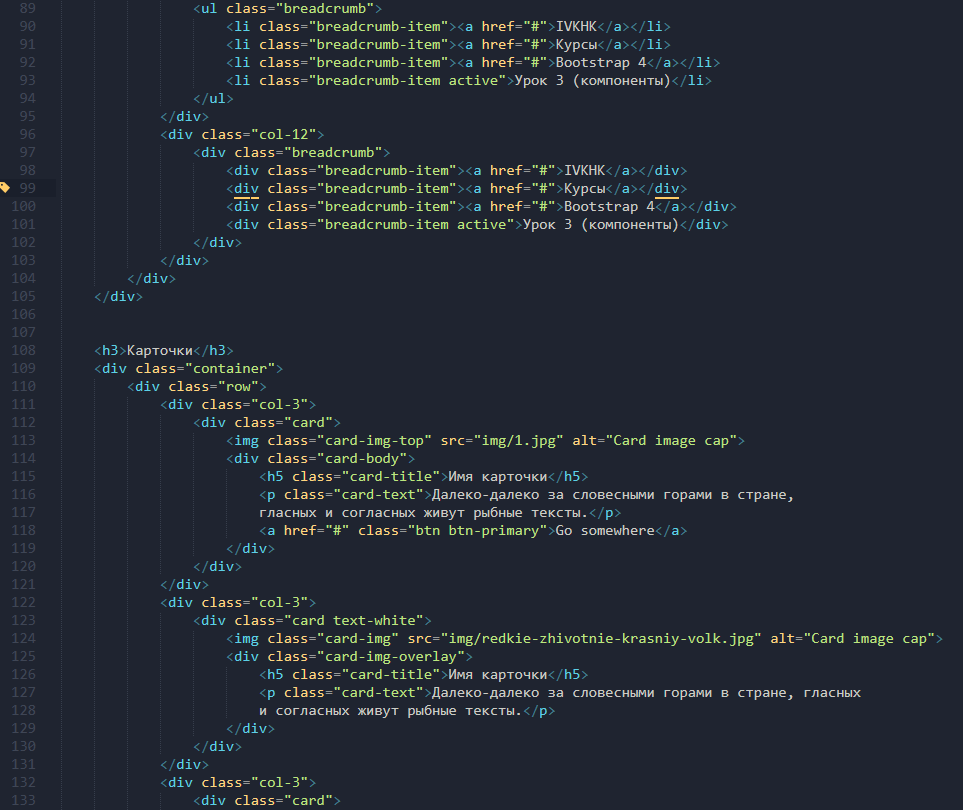 89 <ul class="breadcrumb">
90 <li class="breadcrumb-item"><a href="#">IVKHK</a></li>
91 <li class="breadcrumb-item"><a href="#">Курсы</a></li>
92 <li class="breadcrumb-item"><a href="#">Bootstrap 4</a></li>
93 <li class="breadcrumb-item active">Урок 3 (компоненты)</li>
94 </ul>
95 </div>
96 <div class="col-12">
97 <div class="breadcrumb">
98 <div class="breadcrumb-item"><a href="#">IVKHK</a></div>
99 <div class="breadcrumb-item"><a href="#">Курсы</a></div>
100 <div class="breadcrumb-item"><a href="#">Bootstrap 4</a></div>
101 <div class="breadcrumb-item active">Урок 3 (компоненты)</div>
102 </div>
103 </div>
104 </div>
105 </div>
106
107
108 <h3>Карточки</h3>
109 <div class="container">
110 <div class="row">
111 <div class="col-3">
112 <div class="card">
113 <img class="card-img-top" src="img/1.jpg" alt="Card image cap">
114 <div class="card-body">
115 <h5 class="card-title">Имя карточки</h5>
116 <p class="card-text">Далеко-далеко за словесными горами в стране,
117 гласных и согласных живут рыбные тексты.</p>
118 <a href="#" class="btn btn-primary">Go somewhere</a>
119 </div>
120 </div>
121 </div>
122 <div class="col-3">
123 <div class="card text-white">
124 <img class="card-img" src="img/redkie-zhivotnie-krasniy-volk.jpg" alt="Card image cap">
125 <div class="card-img-overlay">
126 <h5 class="card-title">Имя карточки</h5>
127 <p class="card-text">Далеко-далеко за словесными горами в стране, гласных
128 и согласных живут рыбные тексты.</p>
129 </div>
130 </div>
131 </div>
132 <div class="col-3">
133 <div class="card">